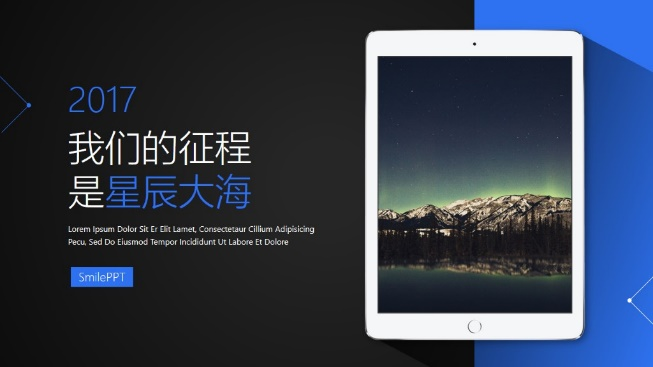 2017
我们的征程
是星辰大海
Lorem Ipsum Dolor Sit Er Elit Lamet, Consectetaur Cillium Adipisicing
Pecu, Sed Do Eiusmod Tempor Incididunt Ut Labore Et Dolore
SmilePPT